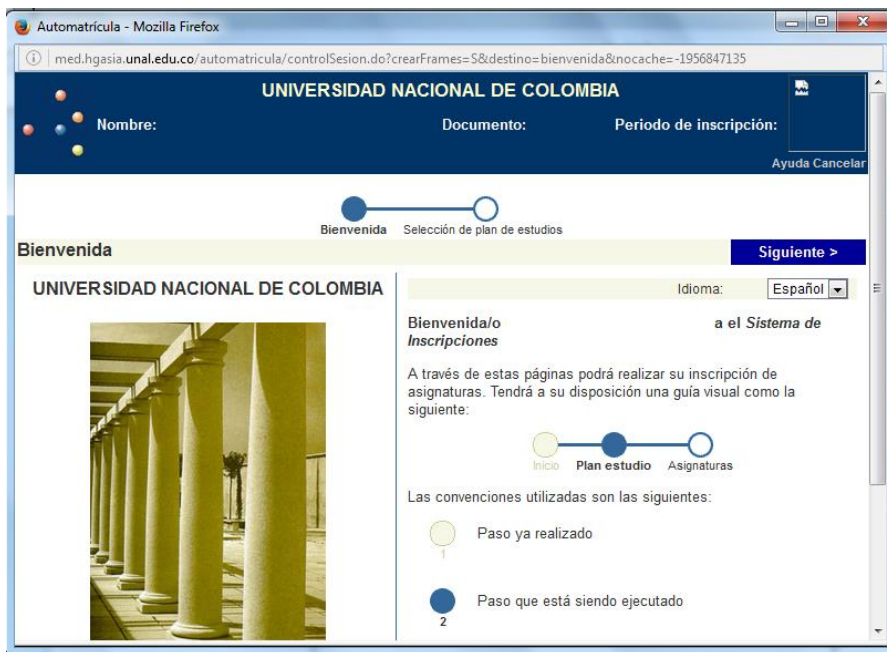 Automatrícula - Mozilla Firefox
med.hgasia.unal.edu.co/automatricula/controlSesion.do?crearFrames=S&destino=bienvenida&nocache=-1956847135
UNIVERSIDAD NACIONAL DE COLOMBIA
Nombre: Documento: Periodo de inscripción:
Ayuda Cancelar
Bienvenida Selección de plan de estudios
Bienvenida Siguiente >
UNIVERSIDAD NACIONAL DE COLOMBIA
Idioma: Español
Bienvenida/o a el Sistema de
Inscripciones
A través de estas páginas podrá realizar su inscripción de
asignaturas. Tendrá a su disposición una guía visual como la
siguiente:
Inicio Plan estudio Asignaturas
Las convenciones utilizadas son las siguientes:
Paso ya realizado
1
Paso que está siendo ejecutado
2